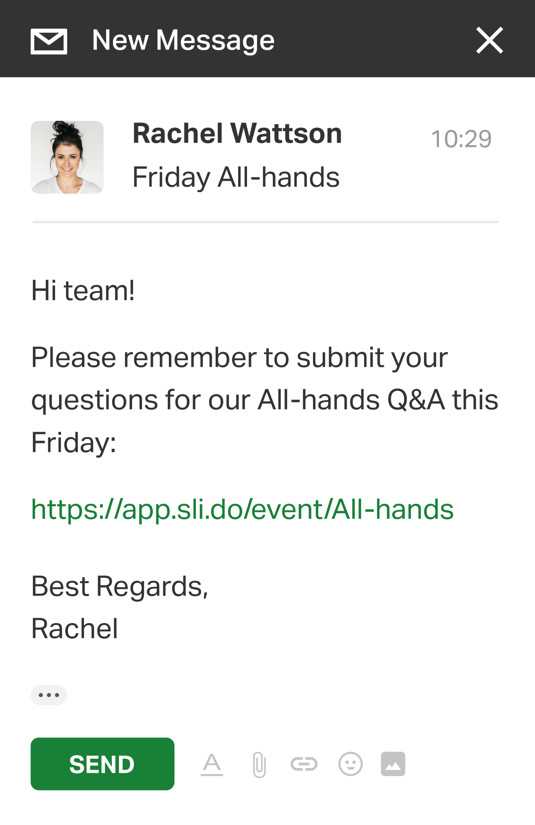 New Message
Rachel Wattson
10:29
Friday All-hands
Hi team!
Please remember to submit your
questions for our All-hands Q&A this
Friday:
https://app.sli.do/event/All-hands
Best Regards,
Rachel
SEND
A